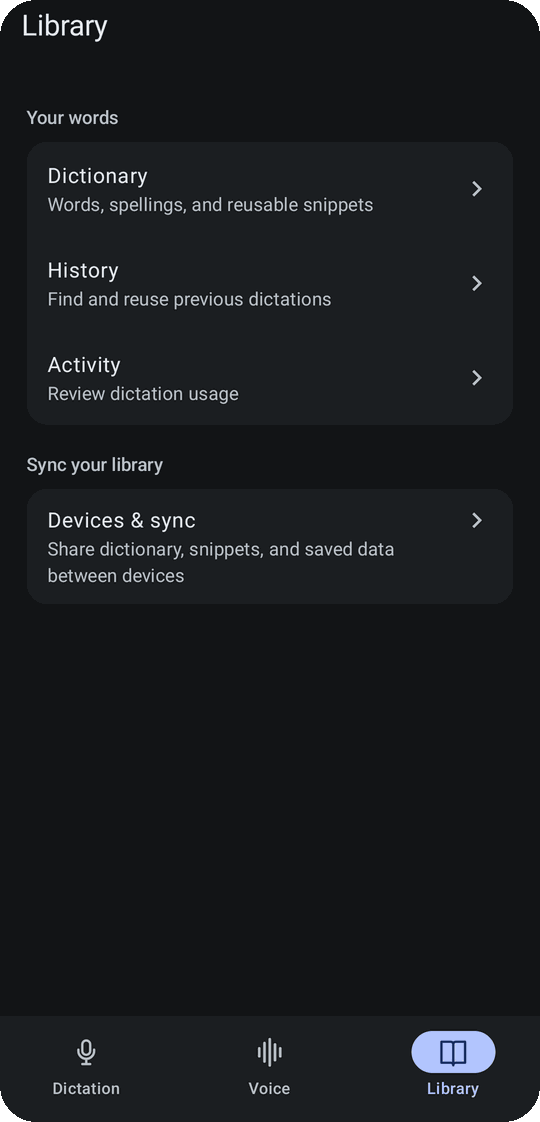 Library
Your words
Dictionary
Words, spellings, and reusable snippets
History
Find and reuse previous dictations
Activity
Review dictation usage
Sync your library
Devices & sync
Share dictionary, snippets, and saved data
between devices
Dictation
Voice
Library